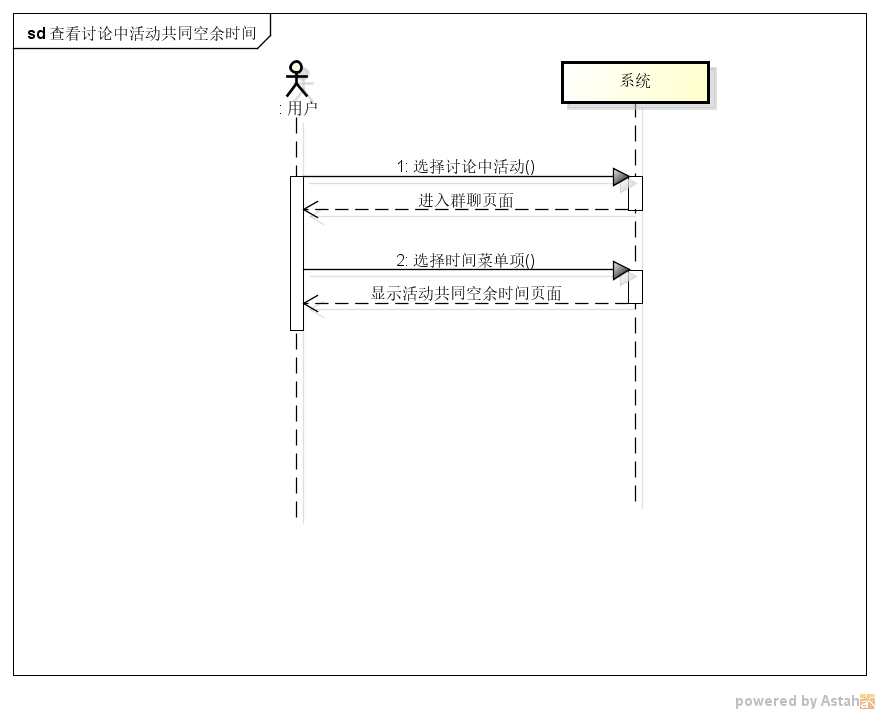 sd 查看讨论中活动共同空余时间
: 用户
系统
1: 选择讨论中活动()
进入群聊页面
2: 选择时间菜单项()
显示活动共同空余时间页面
powered by Astah